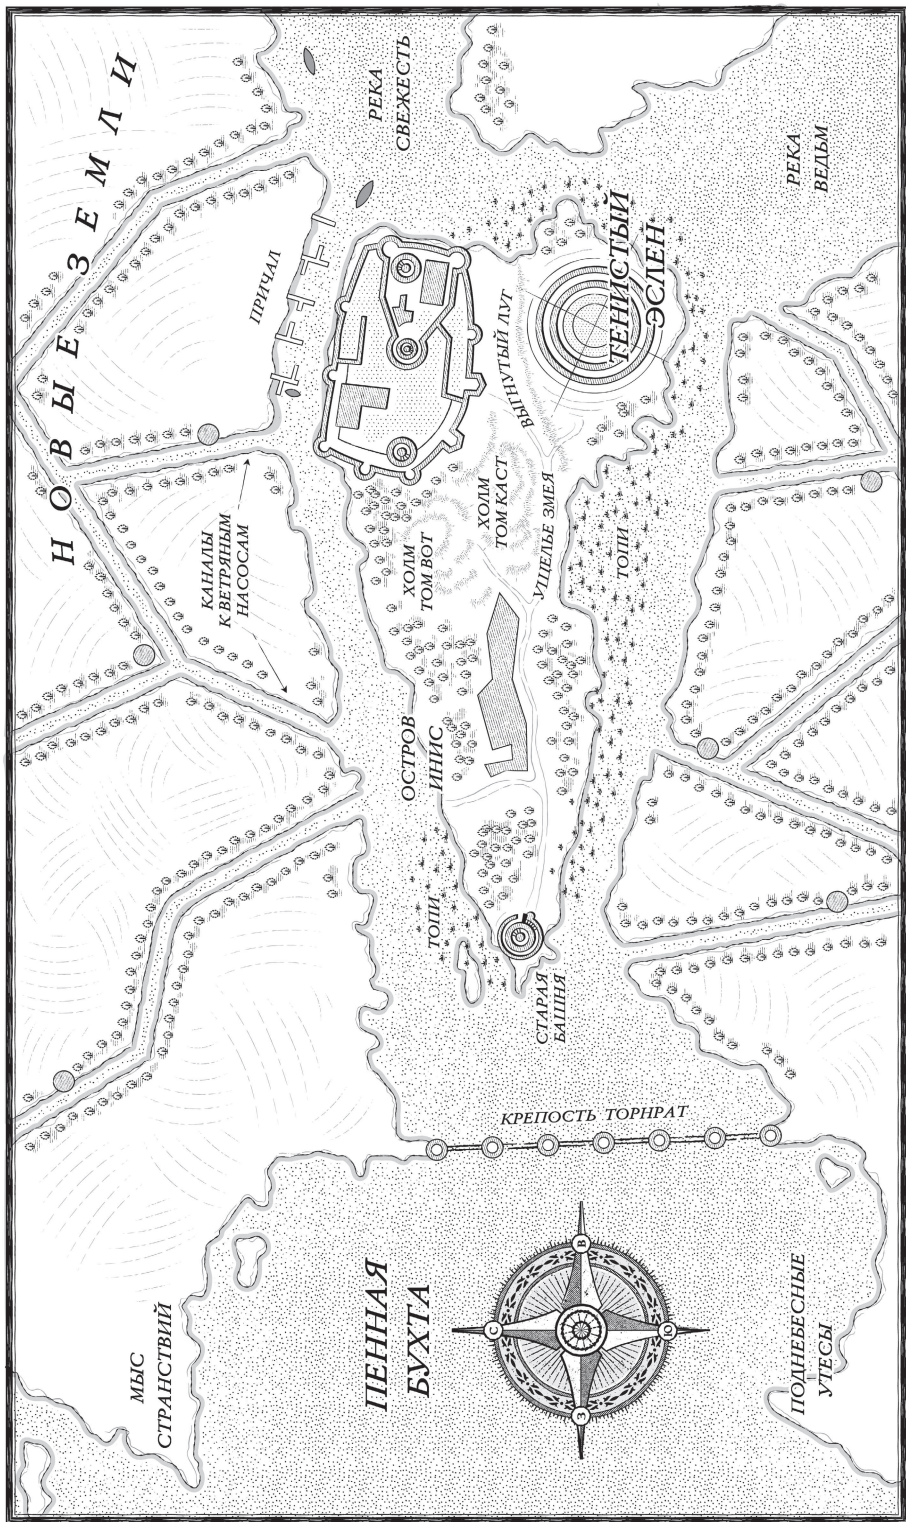 НОВЫЕ ЗЕМЛИ
РЕКА
СВЕЖЕСТЬ
РЕКА
ВЕДЬМ
ПРИЧАЛ
ТЕНИСТЫЙ
ЭСЛЕН
ВЫГНУТЫЙ ЛУГ
КАНАЛЫ
К ВЕТРЯНЫМ
НАСОСАМ
ХОЛМ
ТОМ ВОТ
ХОЛМ
ТОМ КАСТ
УЩЕЛЬЕ ЗМЕЯ
ТОПИ
ОСТРОВ
ИНИС
ТОПИ
СТАРАЯ
БАШНЯ
КРЕПОСТЬ ТОРНРАТ
МЫС
СТРАНСТВИЙ
ПЕННАЯ
БУХТА
С
В
Ю
З
ПОДНЕБЕСНЫЕ
УТЕСЫ